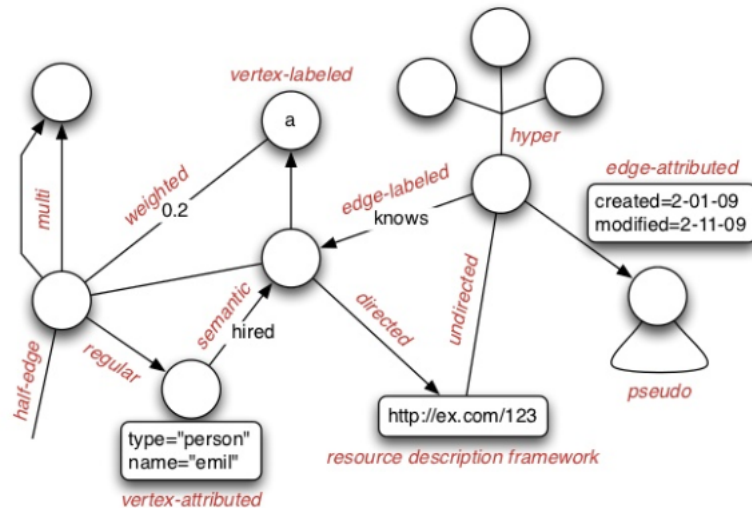 vertex-labeled
a
hyper
edge-attributed
created=2-01-09
modified=2-11-09
multi
weighted
0.2
edge-labeled
knows
semantic
hired
directed
undirected
half-edge
regular
pseudo
http://ex.com/123
resource description framework
type="person"
name="emil"
vertex-attributed